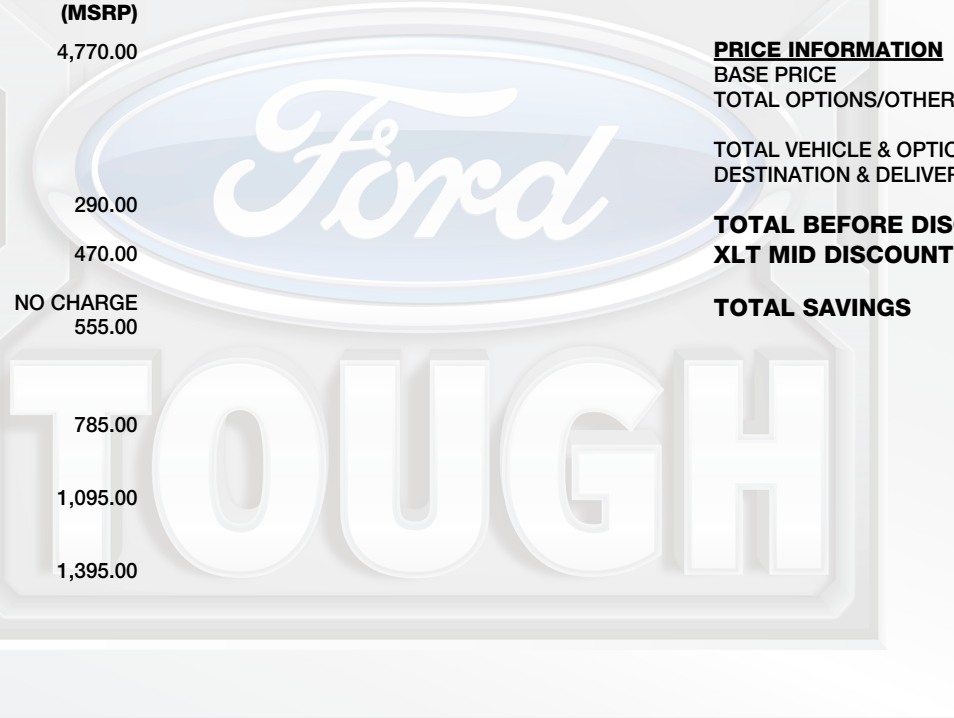 (MSRP)
4,770.00
290.00
470.00
NO CHARGE
555.00
785.00
1,095.00
1,395.00
PRICE INFORMATION
BASE PRICE
TOTAL OPTIONS/OTHER
TOTAL VEHICLE & OPTIO
DESTINATION & DELIVER
TOTAL BEFORE DIS
XLT MID DISCOUNT
TOTAL SAVINGS
Ford
TOUGH